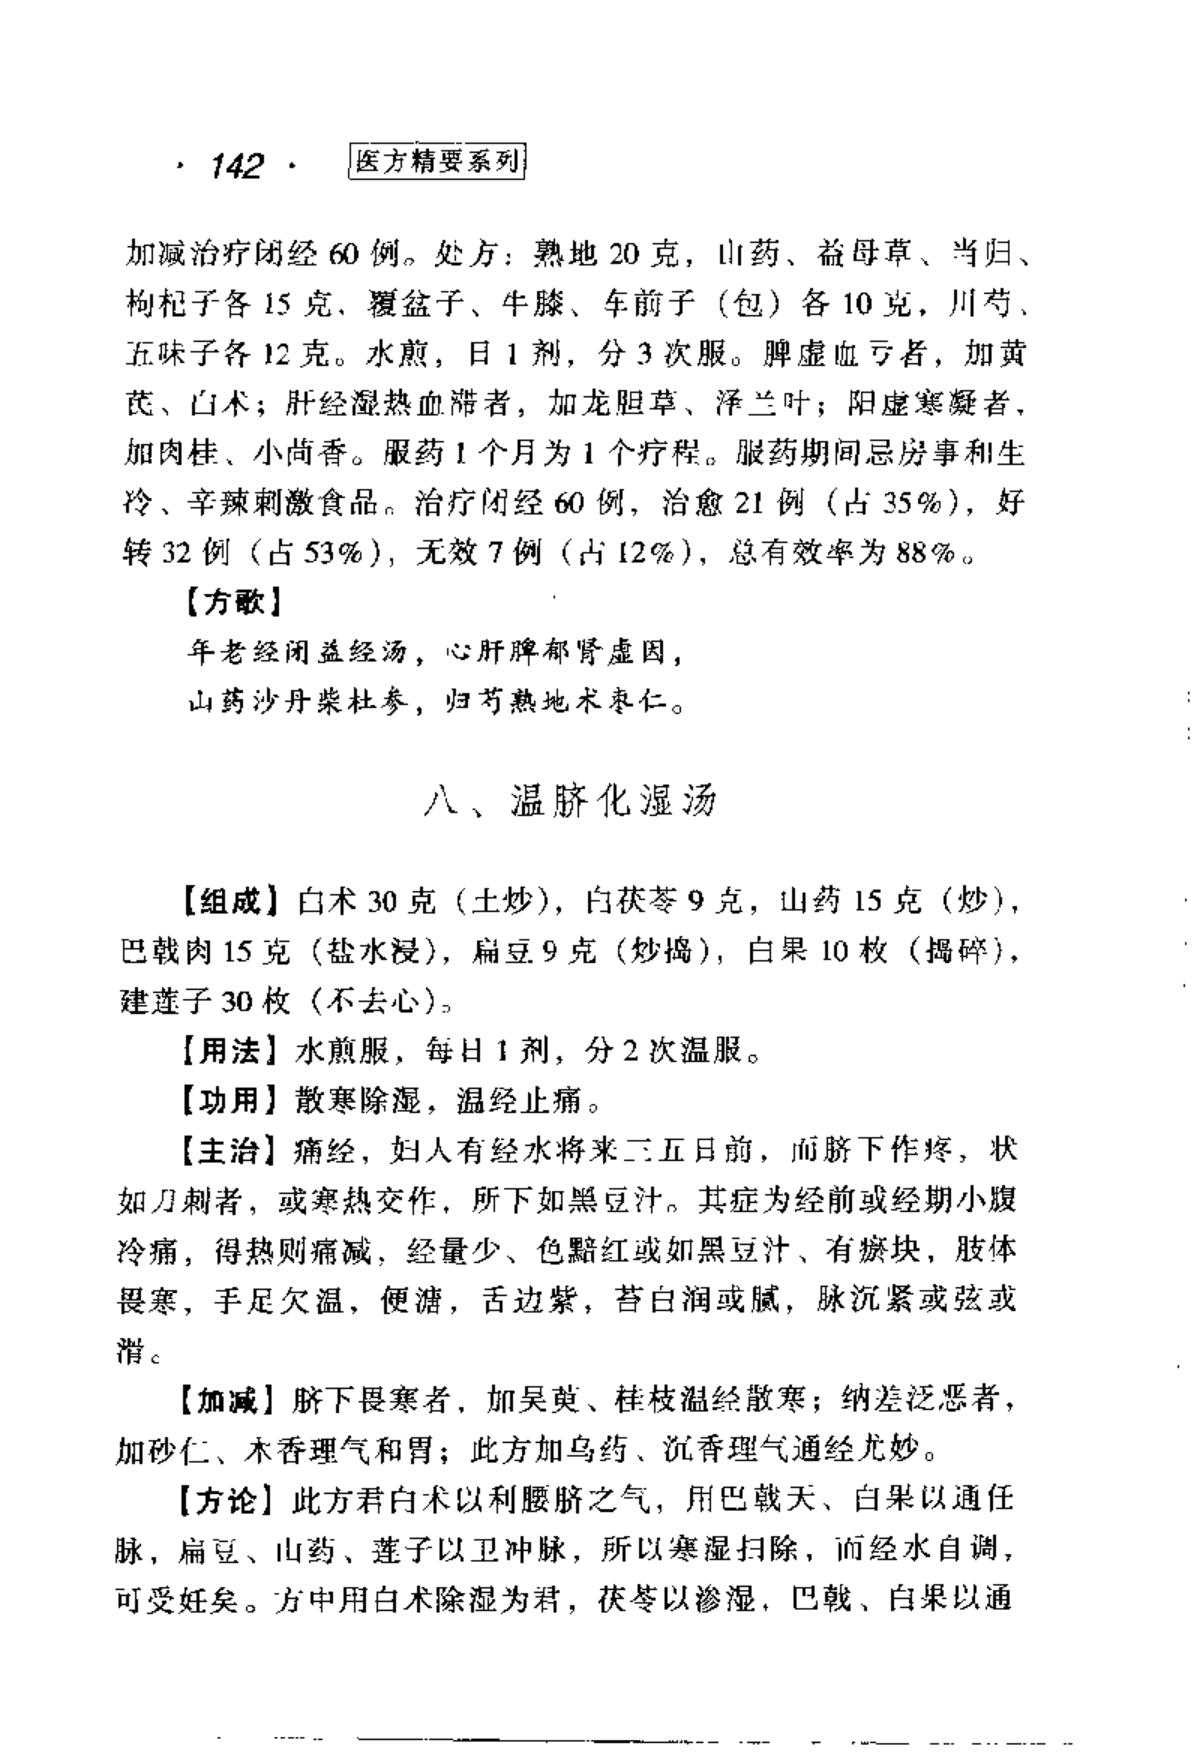 · 142 · 医方精要系列
加减治疗闭经 60 例。处方：熟地 20 克，山药、益母草、当归、
枸杞子各 15 克，覆盆子、牛膝、车前子（包）各 10 克，川芎、
五味子各 12 克。水煎，日 1 剂，分 3 次服。脾虚血亏者，加黄
芪、白术；肝经湿热血滞者，加龙胆草、泽兰叶；阳虚寒凝者，
加肉桂、小茴香。服药 1 个月为 1 个疗程。服药期间忌房事和生
冷、辛辣刺激食品。治疗闭经 60 例，治愈 21 例（占 35%），好
转 32 例（占 53%），无效 7 例（占 12%），总有效率为 88%。
【方歌】
年老经闭益经汤，心肝脾郁肾虚因，
山药沙丹柴杜参，归芍熟地术枣仁。
八、温脐化湿汤
【组成】白术 30 克（土炒），白茯苓 9 克，山药 15 克（炒），
巴戟肉 15 克（盐水浸），扁豆 9 克（炒捣），白果 10 枚（捣碎），
建莲子 30 枚（不去心）。
【用法】水煎服，每日 1 剂，分 2 次温服。
【功用】散寒除湿，温经止痛。
【主治】痛经，妇人有经水将来三五日前，而脐下作疼，状
如刀刺者，或寒热交作，所下如黑豆汁。其症为经前或经期小腹
冷痛，得热则痛减，经量少、色黯红或如黑豆汁、有瘀块，肢体
畏寒，手足欠温，便溏，舌边紫，苔白润或腻，脉沉紧或弦或
滑。
【加减】脐下畏寒者，加吴萸、桂枝温经散寒；纳差泛恶者，
加砂仁、木香理气和胃；此方加乌药、沉香理气通经尤妙。
【方论】此方君白术以利腰脐之气，用巴戟天、白果以通任
脉，扁豆、山药、莲子以卫冲脉，所以寒湿扫除，而经水自调，
可受妊矣。方中用白术除湿为君，茯苓以渗湿，巴戟、白果以通